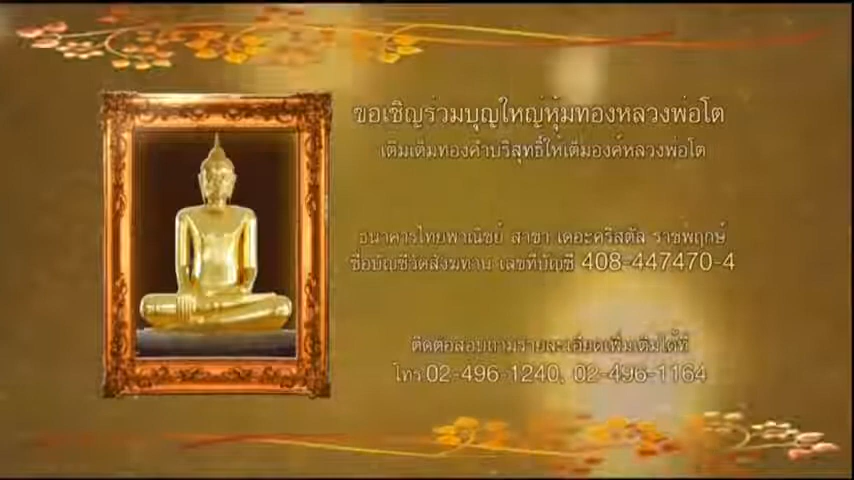 ขอเชิญร่วมบุญใหญ่หุ้มทองหลวงพ่อโต
เติมเต็มทองคำบริสุทธิ์ให้เต็มองค์หลวงพ่อโต
ธนาคารไทยพาณิชย์ สาขา เดอะคริสตัล ราชพฤกษ์
ชื่อบัญชีวัดสังฆทาน เลขที่บัญชี 408-447470-4
ติดต่อสอบถามรายละเอียดเพิ่มเติมได้ที่
โทร 02-496-1240, 02-496-1164